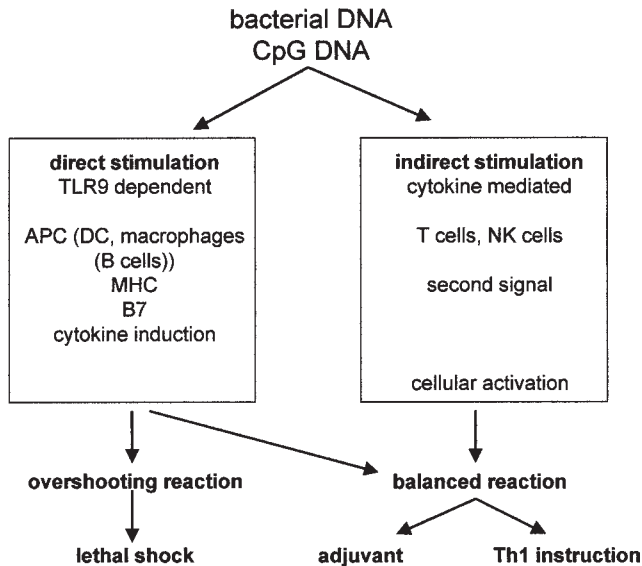 bacterial DNA
CpG DNA
direct stimulation
TLR9 dependent
APC (DC, macrophages
(B cells))
MHC
B7
cytokine induction
indirect stimulation
cytokine mediated
T cells, NK cells
second signal
cellular activation
overshooting reaction
balanced reaction
lethal shock
adjuvant
Th1 instruction